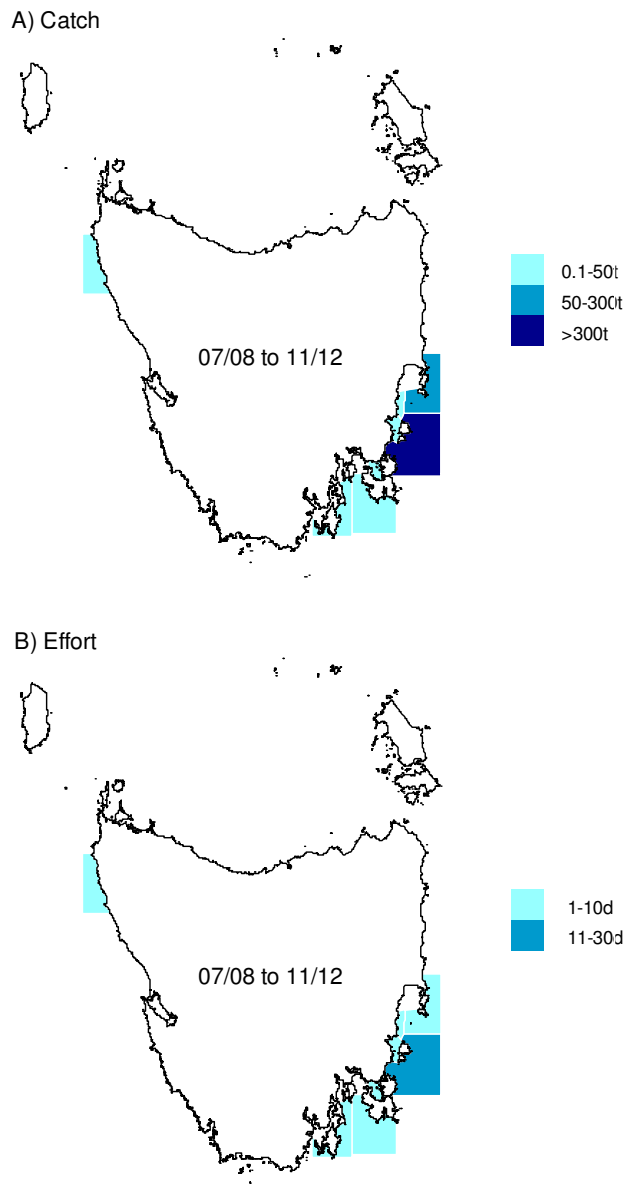 A) Catch
0.1-50t
50-300t
>300t
07/08 to 11/12
B) Effort
1-10d
11-30d
07/08 to 11/12